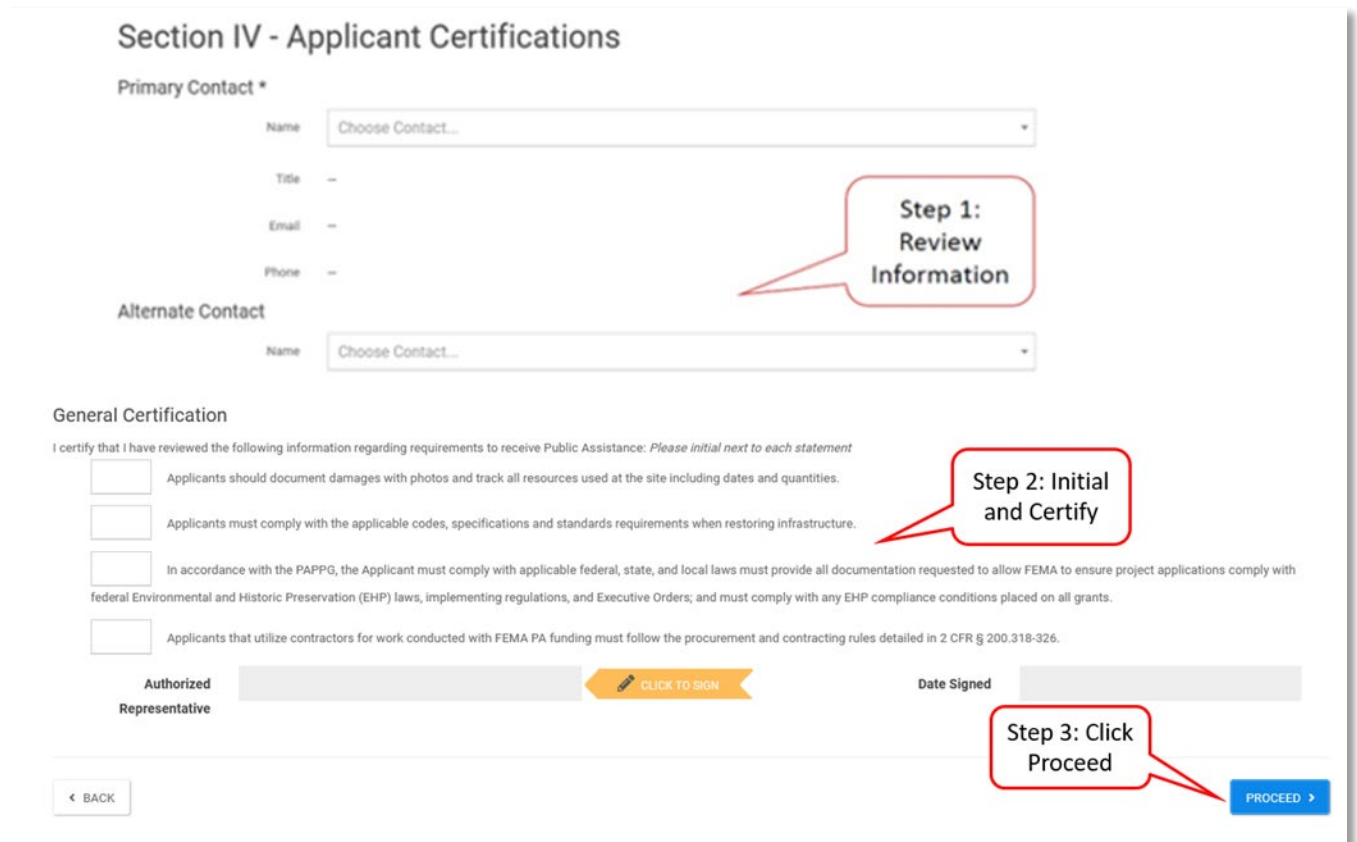 Section IV - Applicant Certifications
Primary Contact *
Name Choose Contact...
Title --
Email --
Phone --
Step 1:
Review
Information
Alternate Contact
Name Choose Contact...
General Certification
I certify that I have reviewed the following information regarding requirements to receive Public Assistance: Please initial next to each statement
Applicants should document damages with photos and track all resources used at the site including dates and quantities.
Applicants must comply with the applicable codes, specifications and standards requirements when restoring infrastructure.
Step 2: Initial
and Certify
In accordance with the PAPPG, the Applicant must comply with applicable federal, state, and local laws must provide all documentation requested to allow FEMA to ensure project applications comply with
federal Environmental and Historic Preservation (EHP) laws, implementing regulations, and Executive Orders; and must comply with any EHP compliance conditions placed on all grants.
Applicants that utilize contractors for work conducted with FEMA PA funding must follow the procurement and contracting rules detailed in 2 CFR § 200.318-326.
Authorized
Representative
CLICK TO SIGN
Date Signed
Step 3: Click
Proceed
BACK
PROCEED